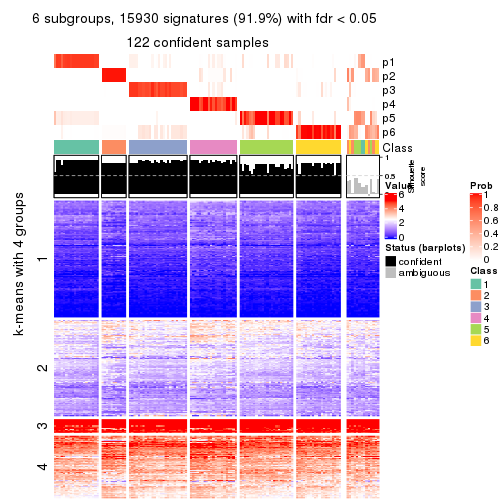 6 subgroups, 15930 signatures (91.9%) with fdr < 0.05
122 confident samples
p1
p2
p3
p4
p5
p6
Class
1
0.5
0
Silhouette
score
k-means with 4 groups
1
2
3
4
Value
6
4
2
0
Status (barplots)
confident
ambiguous
Prob
1
0.8
0.6
0.4
0.2
0
Class
1
2
3
4
5
6